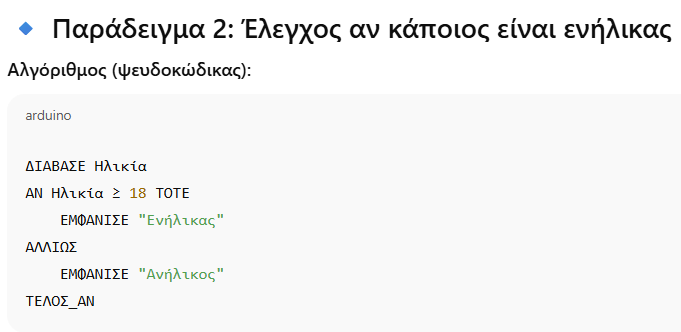 Παράδειγμα 2: Έλεγχος αν κάποιος είναι ενήλικας
Αλγόριθμος (ψευδοκώδικας):
arduino
ΔΙΑΒΑΣΕ Ηλικία
ΑΝ Ηλικία ≥ 18 ΤΟΤΕ
    ΕΜΦΑΝΙΣΕ "Ενήλικας"
ΑΛΛΙΩΣ
    ΕΜΦΑΝΙΣΕ "Ανήλικος"
ΤΕΛΟΣ_ΑΝ